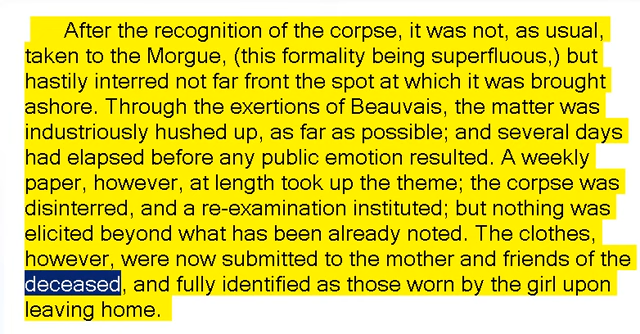 After the recognition of the corpse, it was not, as usual,
taken to the Morgue, (this formality being superfluous,) but
hastily interred not far front the spot at which it was brought
ashore. Through the exertions of Beauvais, the matter was
industriously hushed up, as far as possible; and several days
had elapsed before any public emotion resulted. A weekly
paper, however, at length took up the theme; the corpse was
disinterred, and a re-examination instituted; but nothing was
elicited beyond what has been already noted. The clothes,
however, were now submitted to the mother and friends of the
deceased, and fully identified as those worn by the girl upon
leaving home.